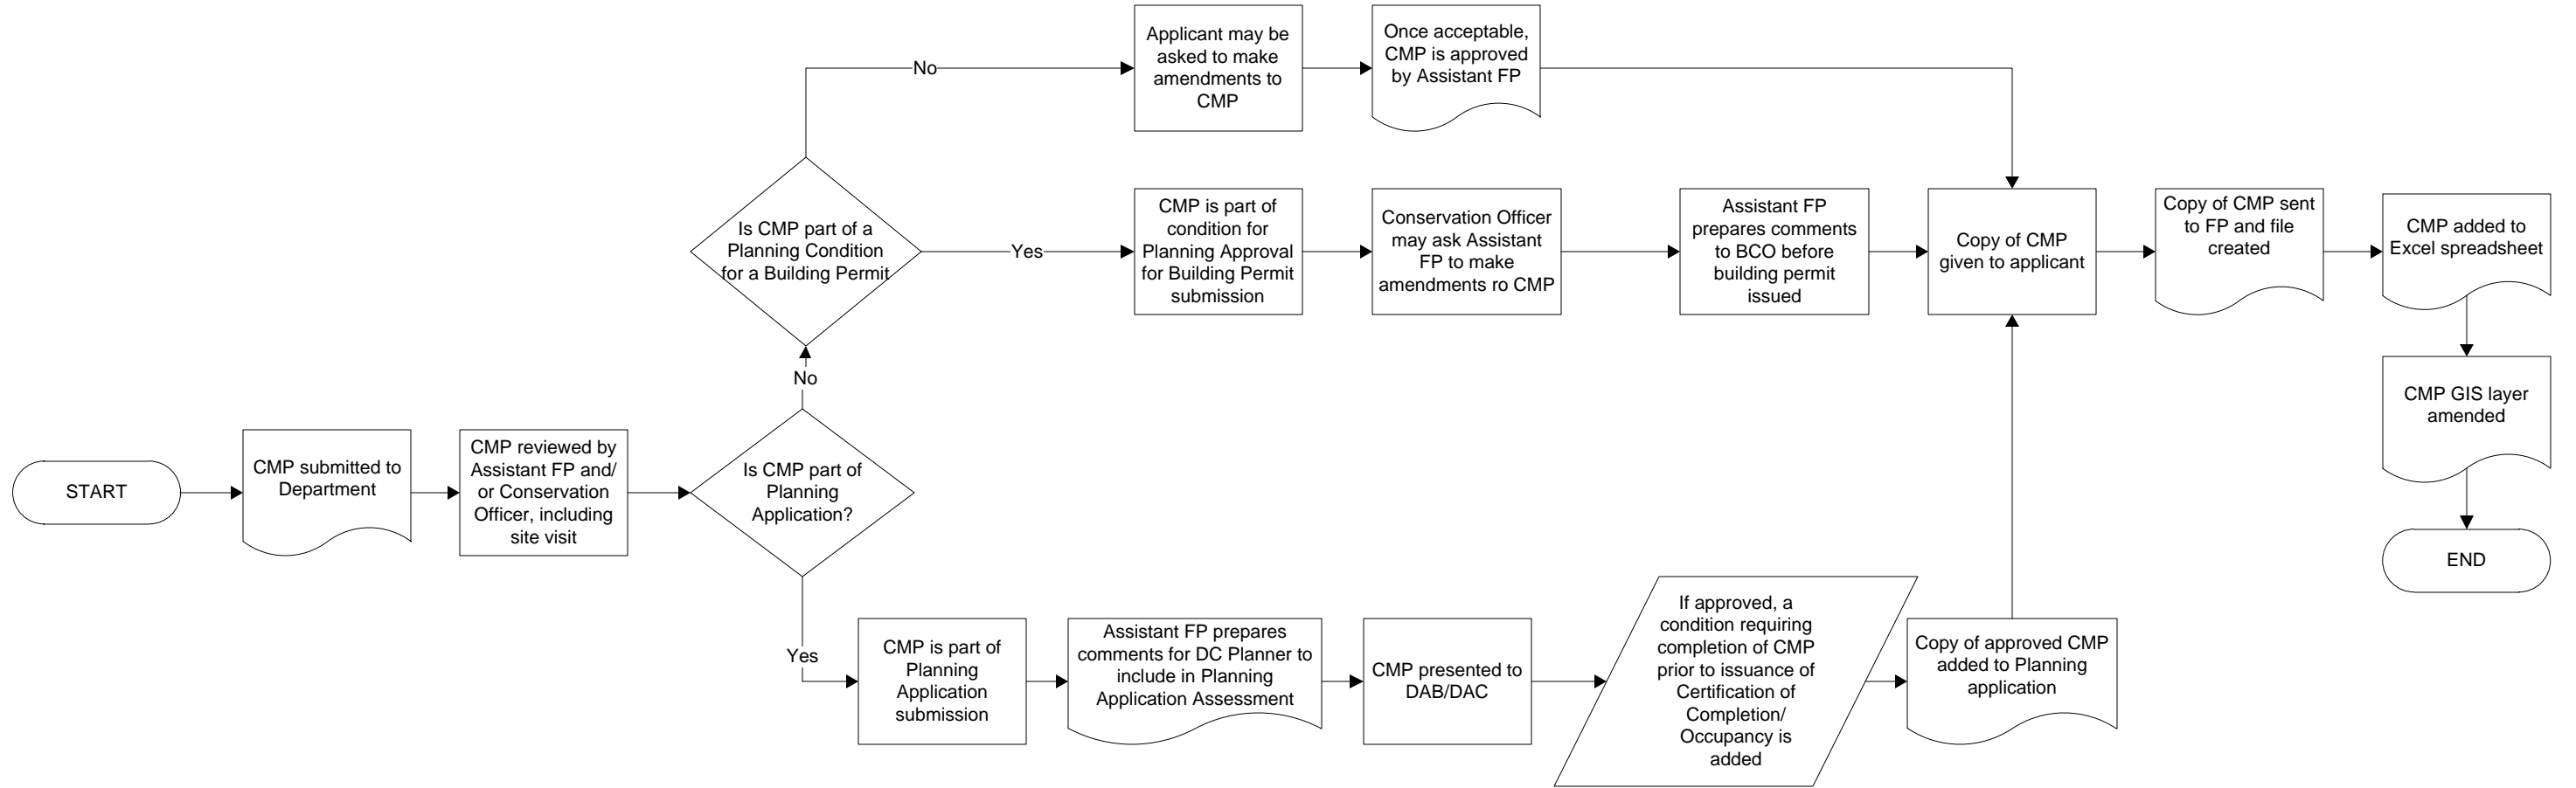 Applicant may be
asked to make
amendments to
CMP
Once acceptable,
CMP is approved
by Assistant FP
No
Is CMP part of a
Planning Condition
for a Building Permit
Yes
CMP is part of
condition for
Planning Approval
for Building Permit
submission
Conservation Officer
may ask Assistant
FP to make
amendments ro CMP
Assistant FP
prepares comments
to BCO before
building permit
issued
Copy of CMP
given to applicant
Copy of CMP sent
to FP and file
created
CMP added to
Excel spreadsheet
No
CMP GIS layer
amended
START
CMP submitted to
Department
CMP reviewed by
Assistant FP and/
or Conservation
Officer, including
site visit
Is CMP part of
Planning
Application?
END
Yes
CMP is part of
Planning
Application
submission
Assistant FP prepares
comments for DC Planner to
include in Planning
Application Assessment
CMP presented to
DAB/DAC
If approved, a
condition requiring
completion of CMP
prior to issuance of
Certification of
Completion/
Occupancy is
added
Copy of approved CMP
added to Planning
application